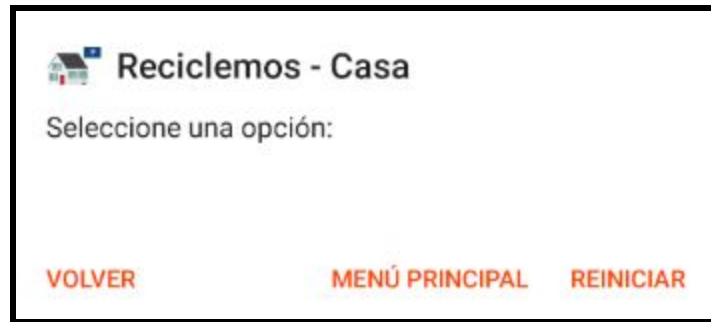 Reciclemos - Casa
Seleccione una opción:
VOLVER MENÚ PRINCIPAL REINICIAR